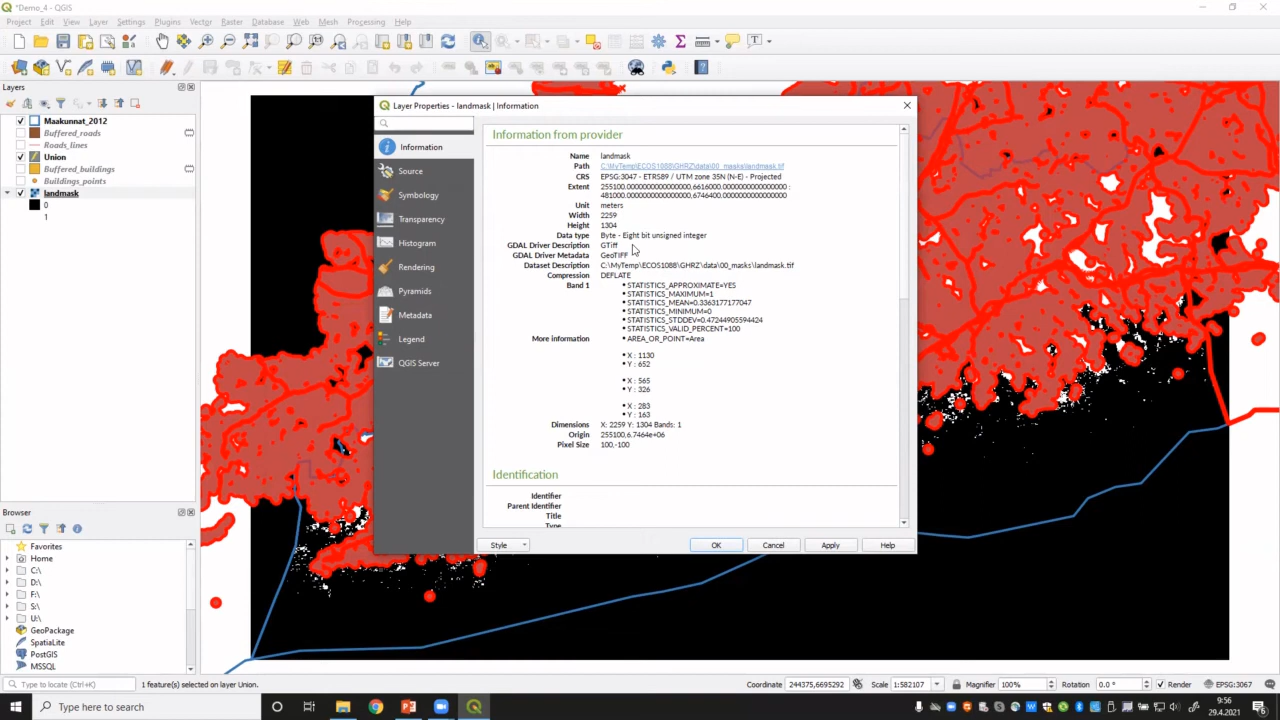 *Demo_4 - QGIS
Project Edit View Layer Settings Plugins Vector Raster Database Web Mesh Processing Help
Layers
Maakunnat_2012
Buffered_roads
Roads_lines
Union
Buffered_buildings
Buildings_points
landmask
0
1
Browser
Favorites
Home
C:\
D:\
F:\
S:\
U:\
GeoPackage
SpatiaLite
PostGIS
MSSQL
Layer Properties - landmask | Information
Information
Source
Symbology
Transparency
Histogram
Rendering
Pyramids
Metadata
Legend
QGIS Server
Information from provider
Name landmask
Path C:\MyTemp\ECOS1088\GHRZ\data\00_masks\landmask.tif
CRS EPSG:3047 - ETRS89 / UTM zone 35N (N-E) - Projected
Extent 255100.0000000000000000,6616000.0000000000000000 :
481000.0000000000000000,6746400.0000000000000000
Unit meters
Width 2259
Height 1304
Data type Byte - Eight bit unsigned integer
GDAL Driver Description GTiff
GDAL Driver Metadata GeoTIFF
Dataset Description C:\MyTemp\ECOS1088\GHRZ\data\00_masks\landmask.tif
Compression DEFLATE
Band 1 • STATISTICS_APPROXIMATE=YES
• STATISTICS_MAXIMUM=1
• STATISTICS_MEAN=0.3363177177047
• STATISTICS_MINIMUM=0
• STATISTICS_STDDEV=0.47244905594424
• STATISTICS_VALID_PERCENT=100
More information • AREA_OR_POINT=Area
• X : 1130
• Y : 652
• X : 565
• Y : 326
• X : 283
• Y : 163
Dimensions X: 2259 Y: 1304 Bands: 1
Origin 255100,6.7464e+06
Pixel Size 100,-100
Identification
Identifier
Parent Identifier
Title
Type
Style OK Cancel Apply Help
Type to locate (Ctrl+K) 1 feature(s) selected on layer Union. Coordinate 244375,6695292 Scale 1:582107 Magnifier 100% Rotation 0.0 ° Render EPSG:3067
Type here to search
9:56
29.4.2021